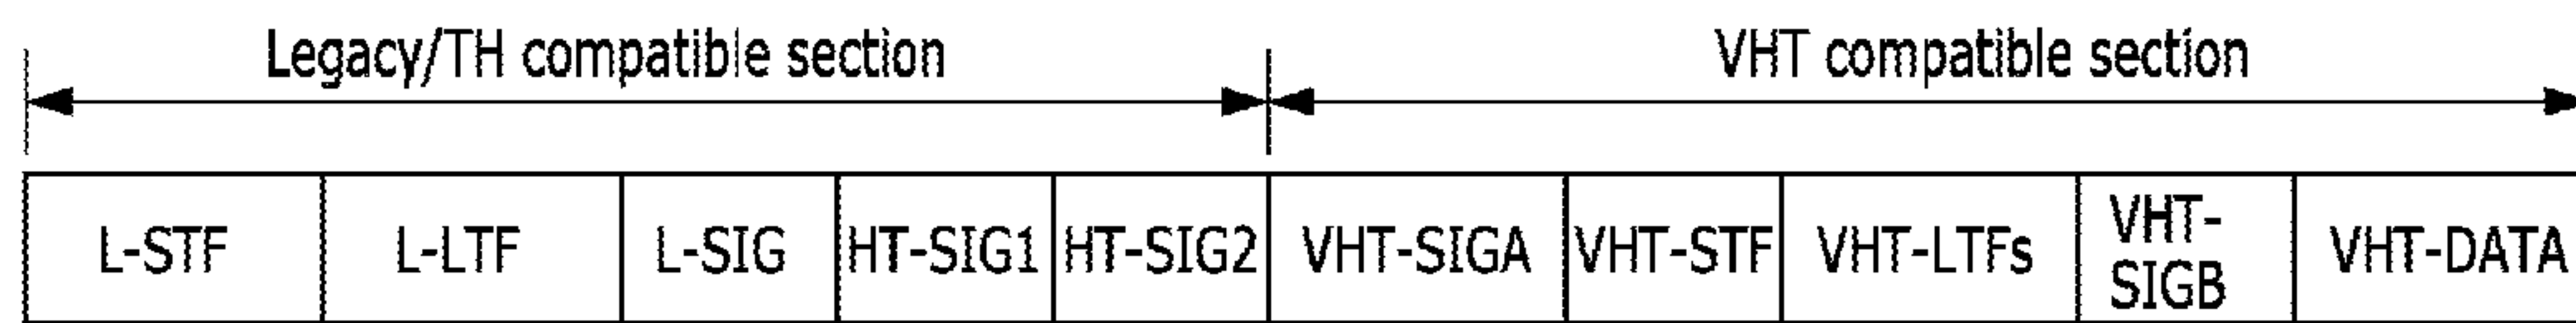 Legacy/TH compatible section VHT compatible section
L-STF L-LTF L-SIG HT-SIG1 HT-SIG2 VHT-SIGA VHT-STF VHT-LTFs VHT-
SIGB VHT-DATA